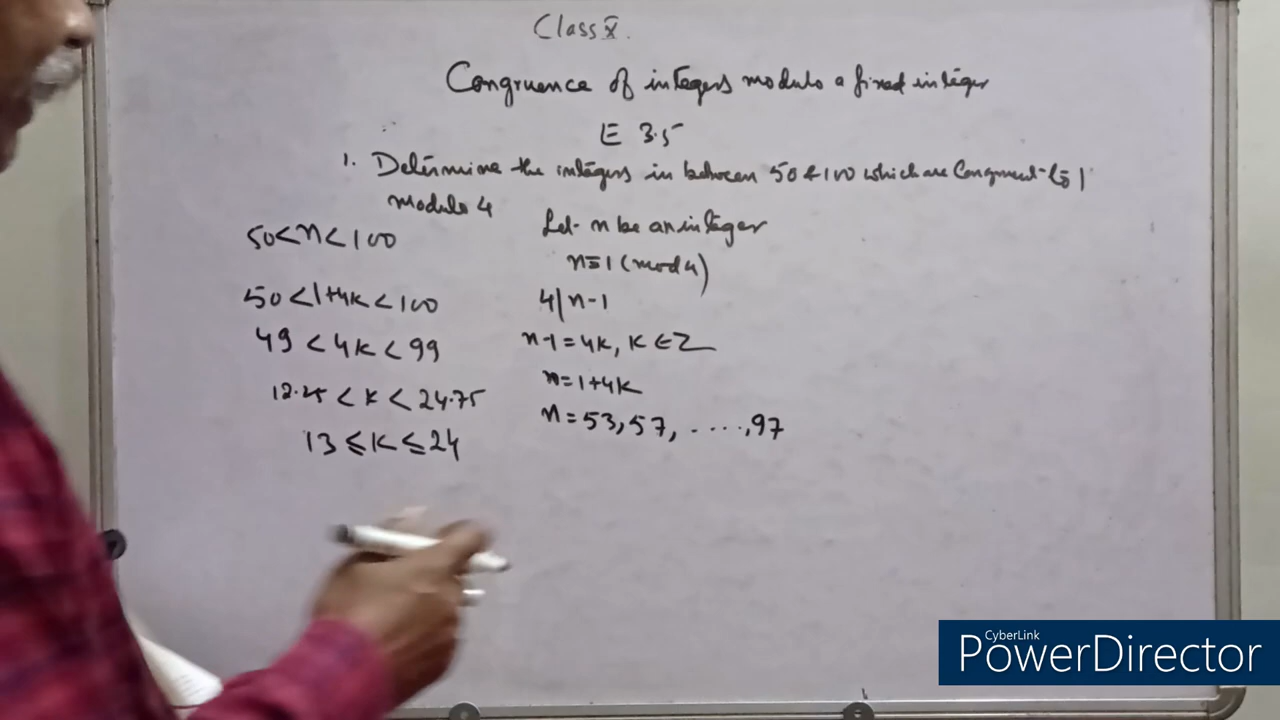 Class X.
Congruence of integers modulo a fixed integer
E 3.5
1. Determine the integers in between 50 & 100 which are Congruent to 1
modulo 4
50<n<100
50<1+4k<100
49<4k<99
12.25<k<24.75
13≤k≤24
Let n be an integer
n≡1(mod 4)
4|n-1
n-1=4k, k∈Z
n=1+4k
n=53,57,.....,97
CyberLink
PowerDirector